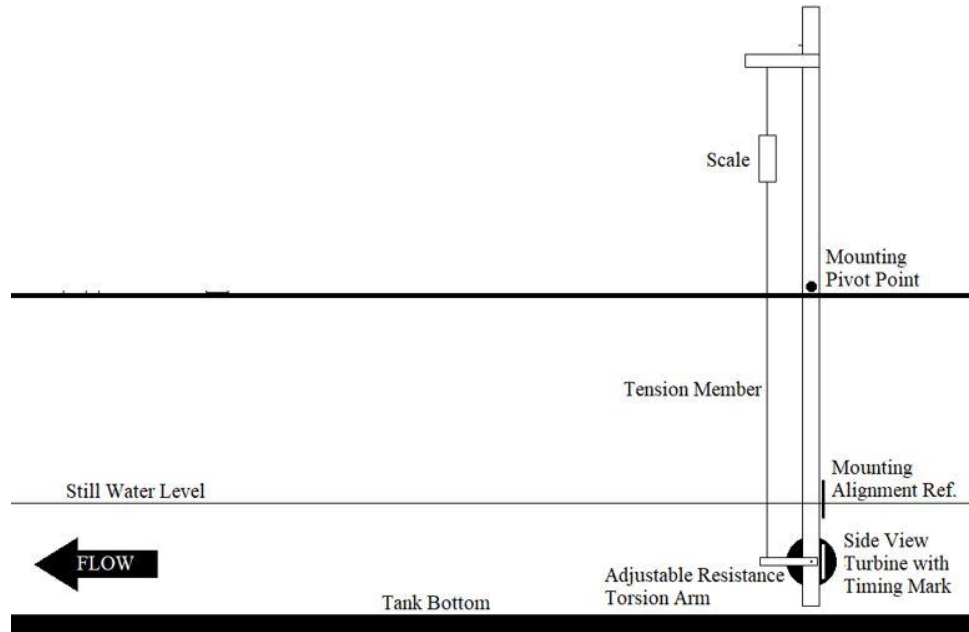 Scale
Mounting
Pivot Point
Tension Member
Still Water Level
Mounting
Alignment Ref.
FLOW
Side View
Turbine with
Timing Mark
Adjustable Resistance
Torsion Arm
Tank Bottom